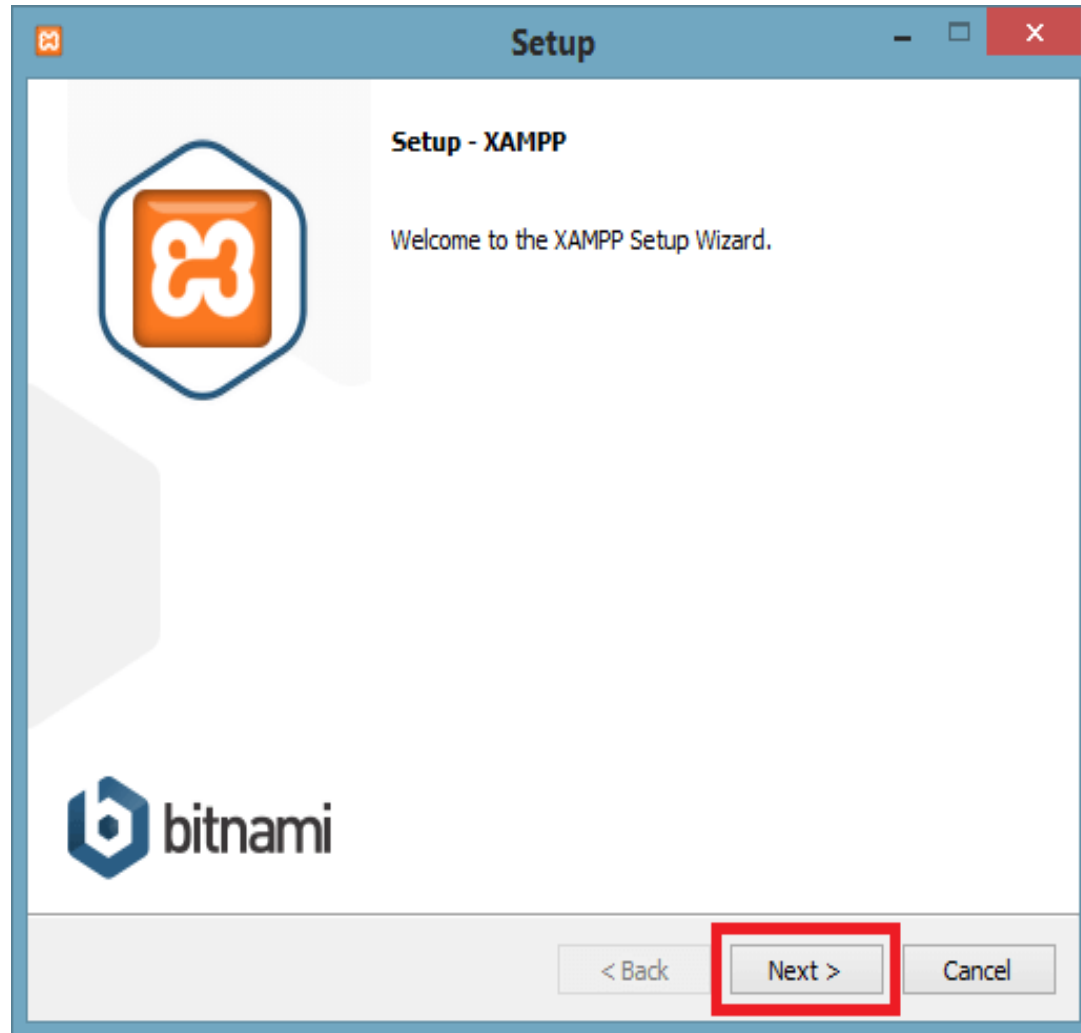 Setup
Setup - XAMPP
Welcome to the XAMPP Setup Wizard.
bitnami
< Back
Next >
Cancel